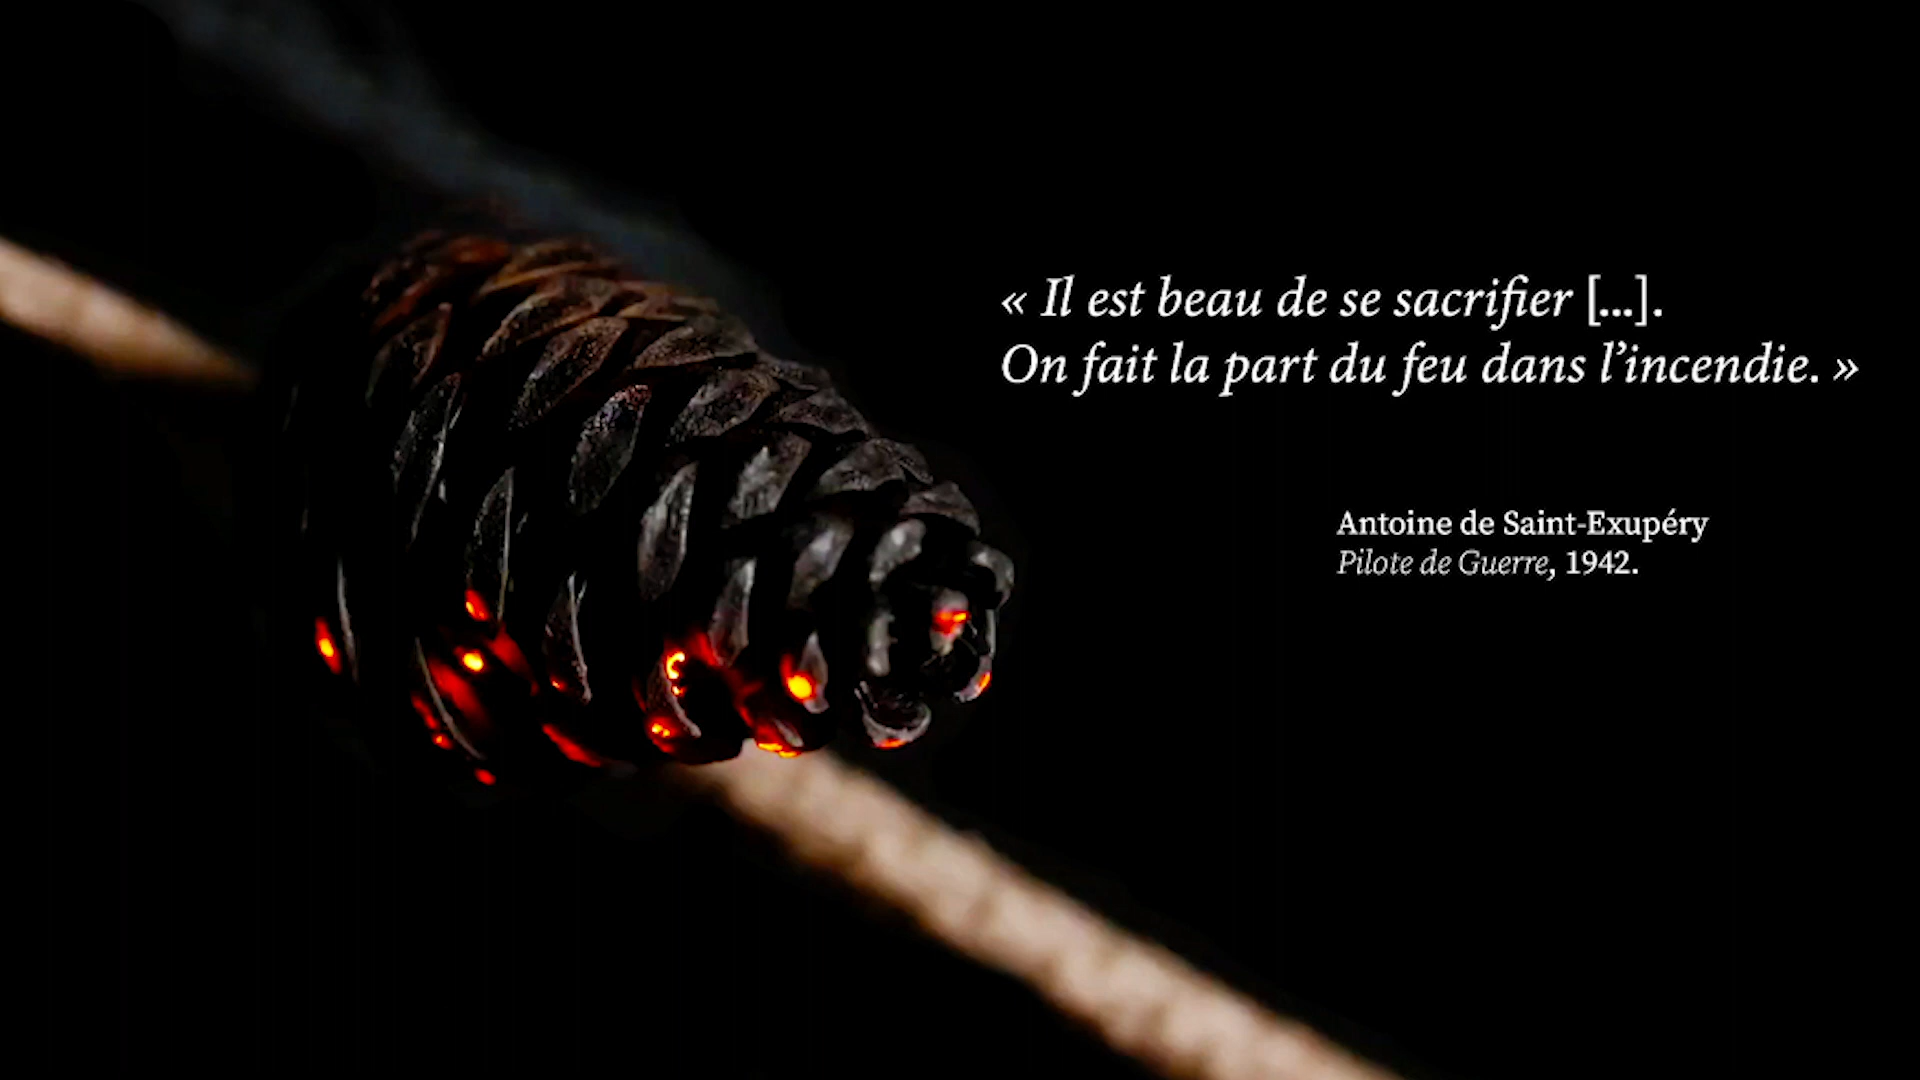 « Il est beau de se sacrifier [...].
On fait la part du feu dans l’incendie. »
Antoine de Saint-Exupéry
Pilote de Guerre, 1942.